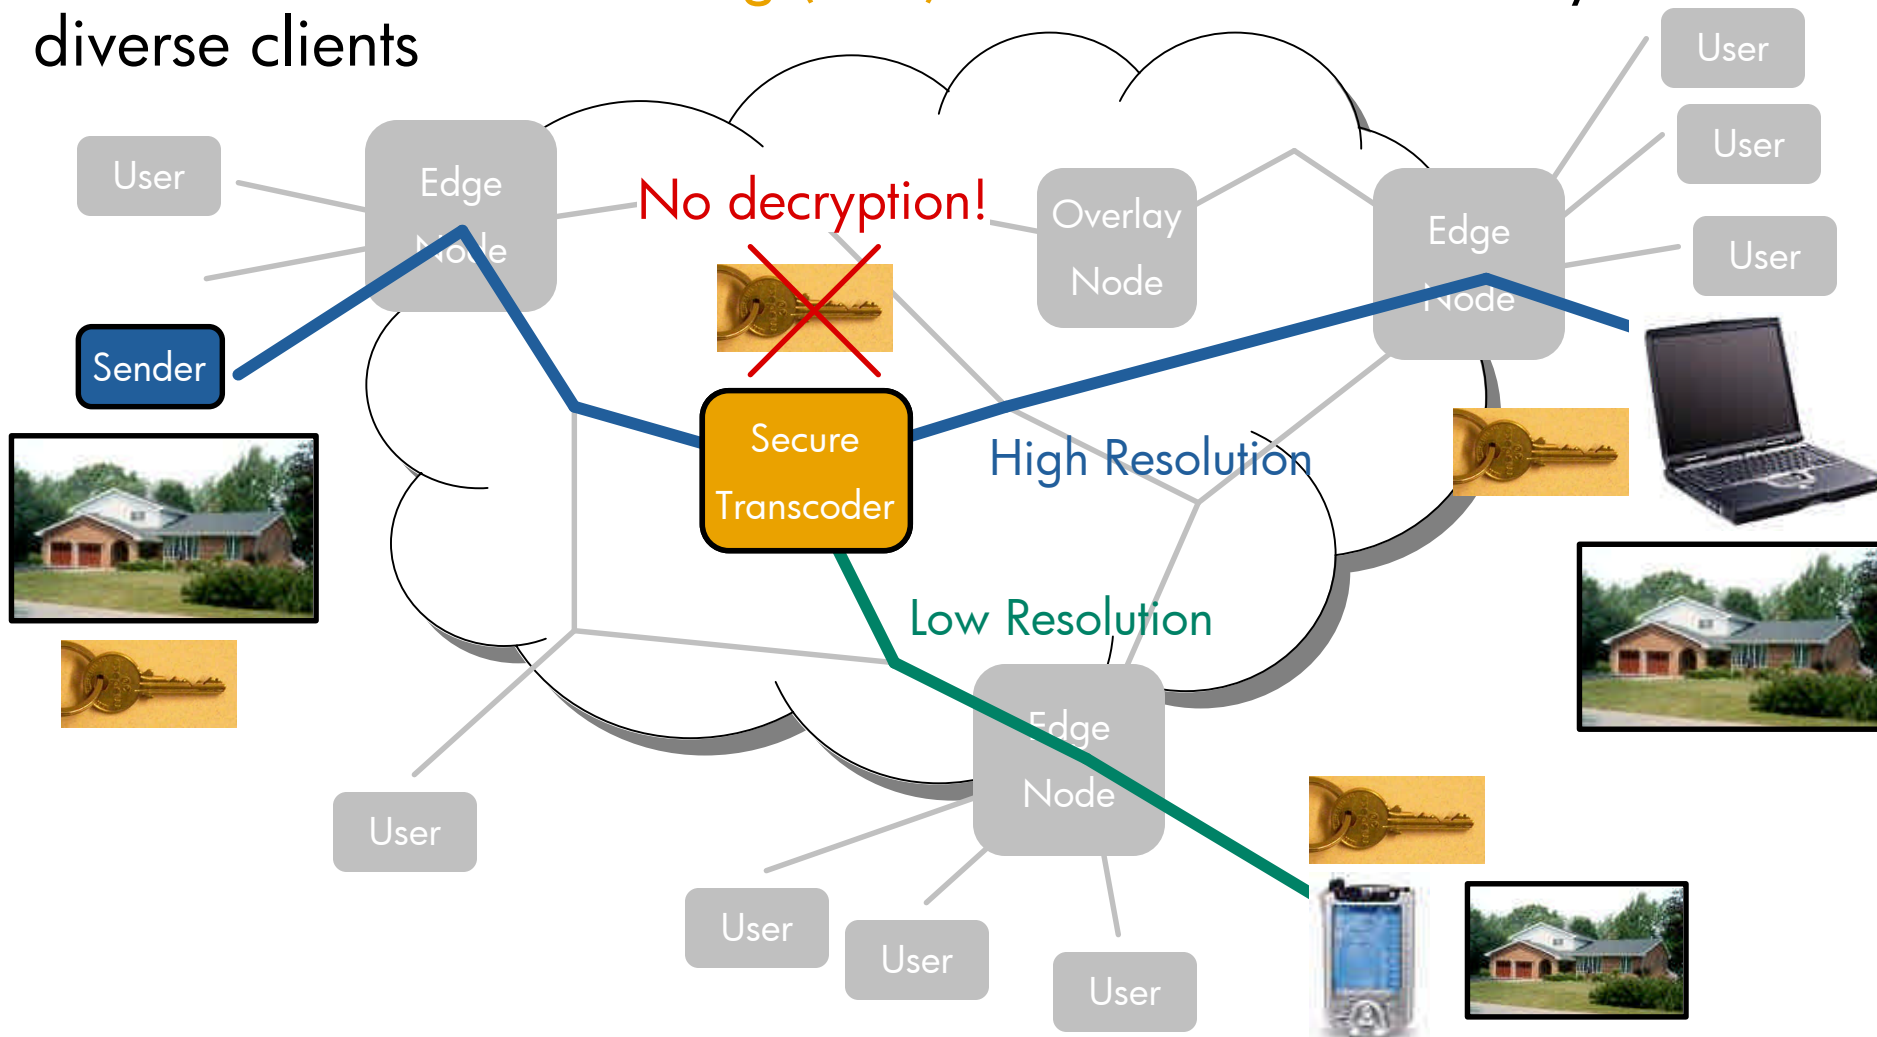 diverse clients
User
User
User
User
Edge
Node
No decryption!
Overlay
Node
Edge
Node
Sender
Secure
Transcoder
High Resolution
Low Resolution
Edge
Node
User
User
User
User